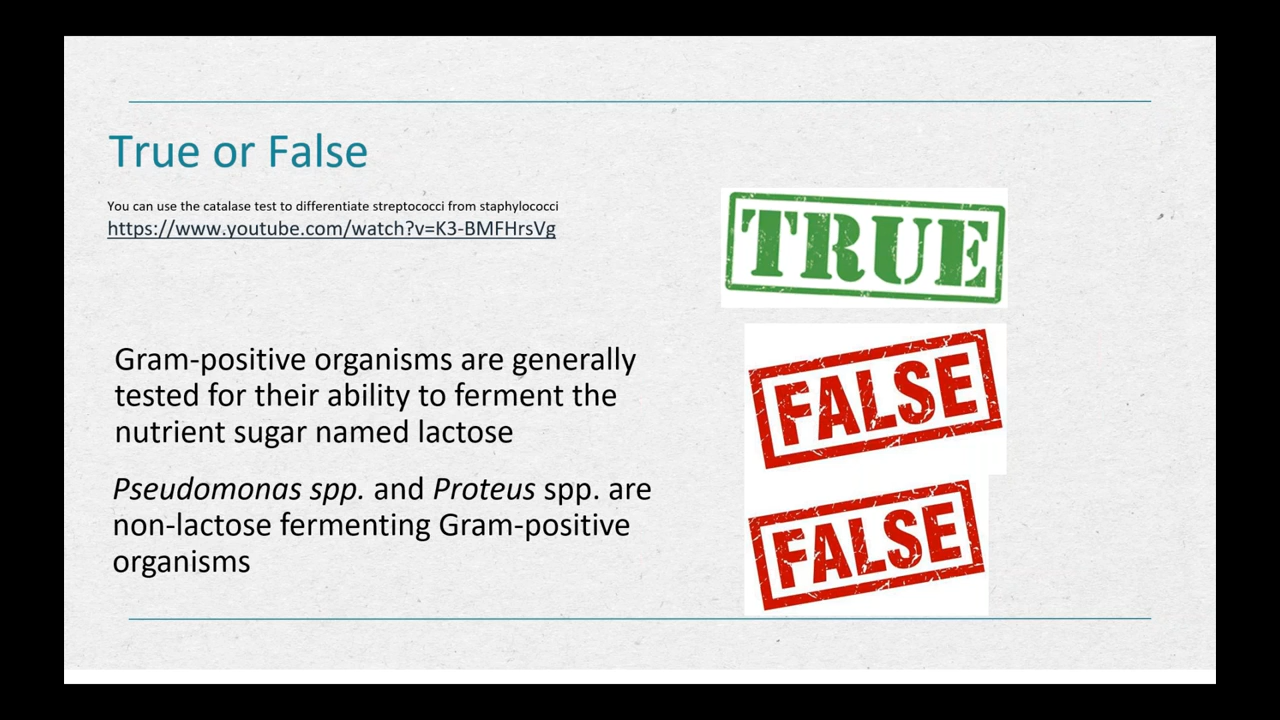 True or False
You can use the catalase test to differentiate streptococci from staphylococci
https://www.youtube.com/watch?v=K3-BMFHrsVg
TRUE
Gram-positive organisms are generally
tested for their ability to ferment the
nutrient sugar named lactose
FALSE
Pseudomonas spp. and Proteus spp. are
non-lactose fermenting Gram-positive
organisms
FALSE